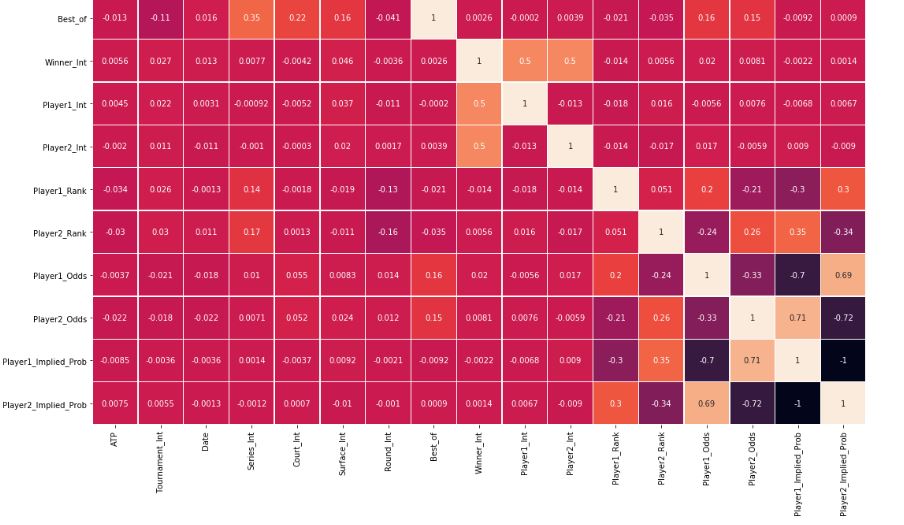 Best_of -0.013 -0.11 0.016 0.35 0.22 0.16 -0.041 1 0.0026 -0.0002 0.0039 -0.021 -0.035 0.16 0.15 -0.0092 0.0009
Winner_Int 0.0056 0.027 0.013 0.0077 -0.0042 0.046 -0.0036 0.0026 1 0.5 0.5 -0.014 0.0056 0.02 0.0081 -0.0022 0.0014
Player1_Int 0.0045 0.022 0.0031 -0.00092 -0.0052 0.037 -0.011 -0.0002 0.5 1 -0.013 -0.018 0.016 -0.0056 0.0076 -0.0068 0.0067
Player2_Int -0.002 0.011 -0.011 -0.001 -0.0003 0.02 0.0017 0.0039 0.5 -0.013 1 -0.014 -0.017 0.017 -0.0059 0.009 -0.009
Player1_Rank -0.034 0.026 -0.0013 0.14 -0.0018 -0.019 -0.13 -0.021 -0.014 -0.018 -0.014 1 0.051 0.2 -0.21 -0.3 0.3
Player2_Rank -0.03 0.03 0.011 0.17 0.0013 -0.011 -0.16 -0.035 0.0056 0.016 -0.017 0.051 1 -0.24 0.26 0.35 -0.34
Player1_Odds -0.0037 -0.021 -0.018 0.01 0.055 0.0083 0.014 0.16 0.02 -0.0056 0.017 0.2 -0.24 1 -0.33 -0.7 0.69
Player2_Odds -0.022 -0.018 -0.022 0.0071 0.052 0.024 0.012 0.15 0.0081 0.0076 -0.0059 -0.21 0.26 -0.33 1 0.71 -0.72
Player1_Implied_Prob -0.0085 -0.0036 -0.0036 0.0014 -0.0037 0.0092 -0.0021 -0.0092 -0.0022 -0.0068 0.009 -0.3 0.35 -0.7 0.71 1 -1
Player2_Implied_Prob 0.0075 0.0055 -0.0013 -0.0012 0.0007 -0.01 -0.001 0.0009 0.0014 0.0067 -0.009 0.3 -0.34 0.69 -0.72 -1 1
ATP
Tournament_Int
Date
Series_Int
Court_Int
Surface_Int
Round_Int
Best_of
Winner_Int
Player1_Int
Player2_Int
Player1_Rank
Player2_Rank
Player1_Odds
Player2_Odds
Player1_Implied_Prob
Player2_Implied_Prob